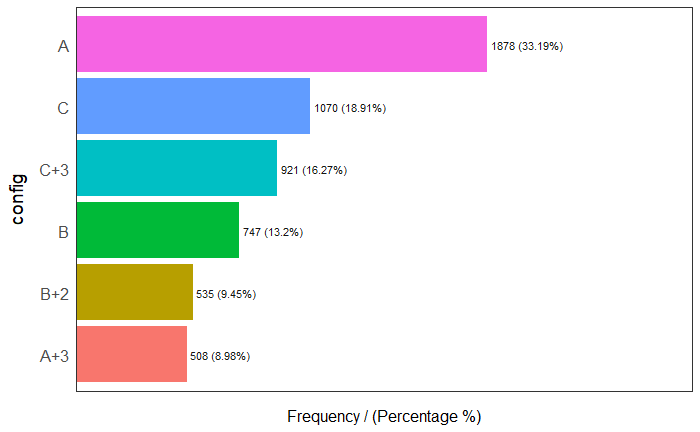 A
1878 (33.19%)
C
1070 (18.91%)
C+3
921 (16.27%)
config
B
747 (13.2%)
B+2
535 (9.45%)
A+3
508 (8.98%)
Frequency / (Percentage %)